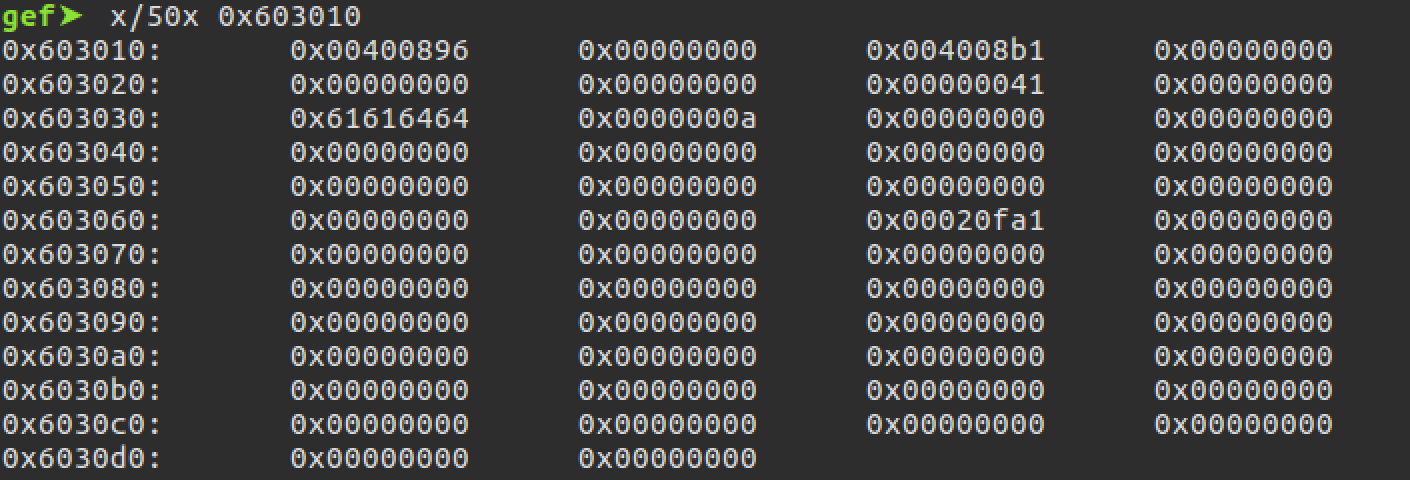 gef➤  x/50x 0x603010
0x603010:	0x00400896	0x00000000	0x004008b1	0x00000000
0x603020:	0x00000000	0x00000000	0x00000041	0x00000000
0x603030:	0x61616464	0x0000000a	0x00000000	0x00000000
0x603040:	0x00000000	0x00000000	0x00000000	0x00000000
0x603050:	0x00000000	0x00000000	0x00000000	0x00000000
0x603060:	0x00000000	0x00000000	0x00020fa1	0x00000000
0x603070:	0x00000000	0x00000000	0x00000000	0x00000000
0x603080:	0x00000000	0x00000000	0x00000000	0x00000000
0x603090:	0x00000000	0x00000000	0x00000000	0x00000000
0x6030a0:	0x00000000	0x00000000	0x00000000	0x00000000
0x6030b0:	0x00000000	0x00000000	0x00000000	0x00000000
0x6030c0:	0x00000000	0x00000000	0x00000000	0x00000000
0x6030d0:	0x00000000	0x00000000